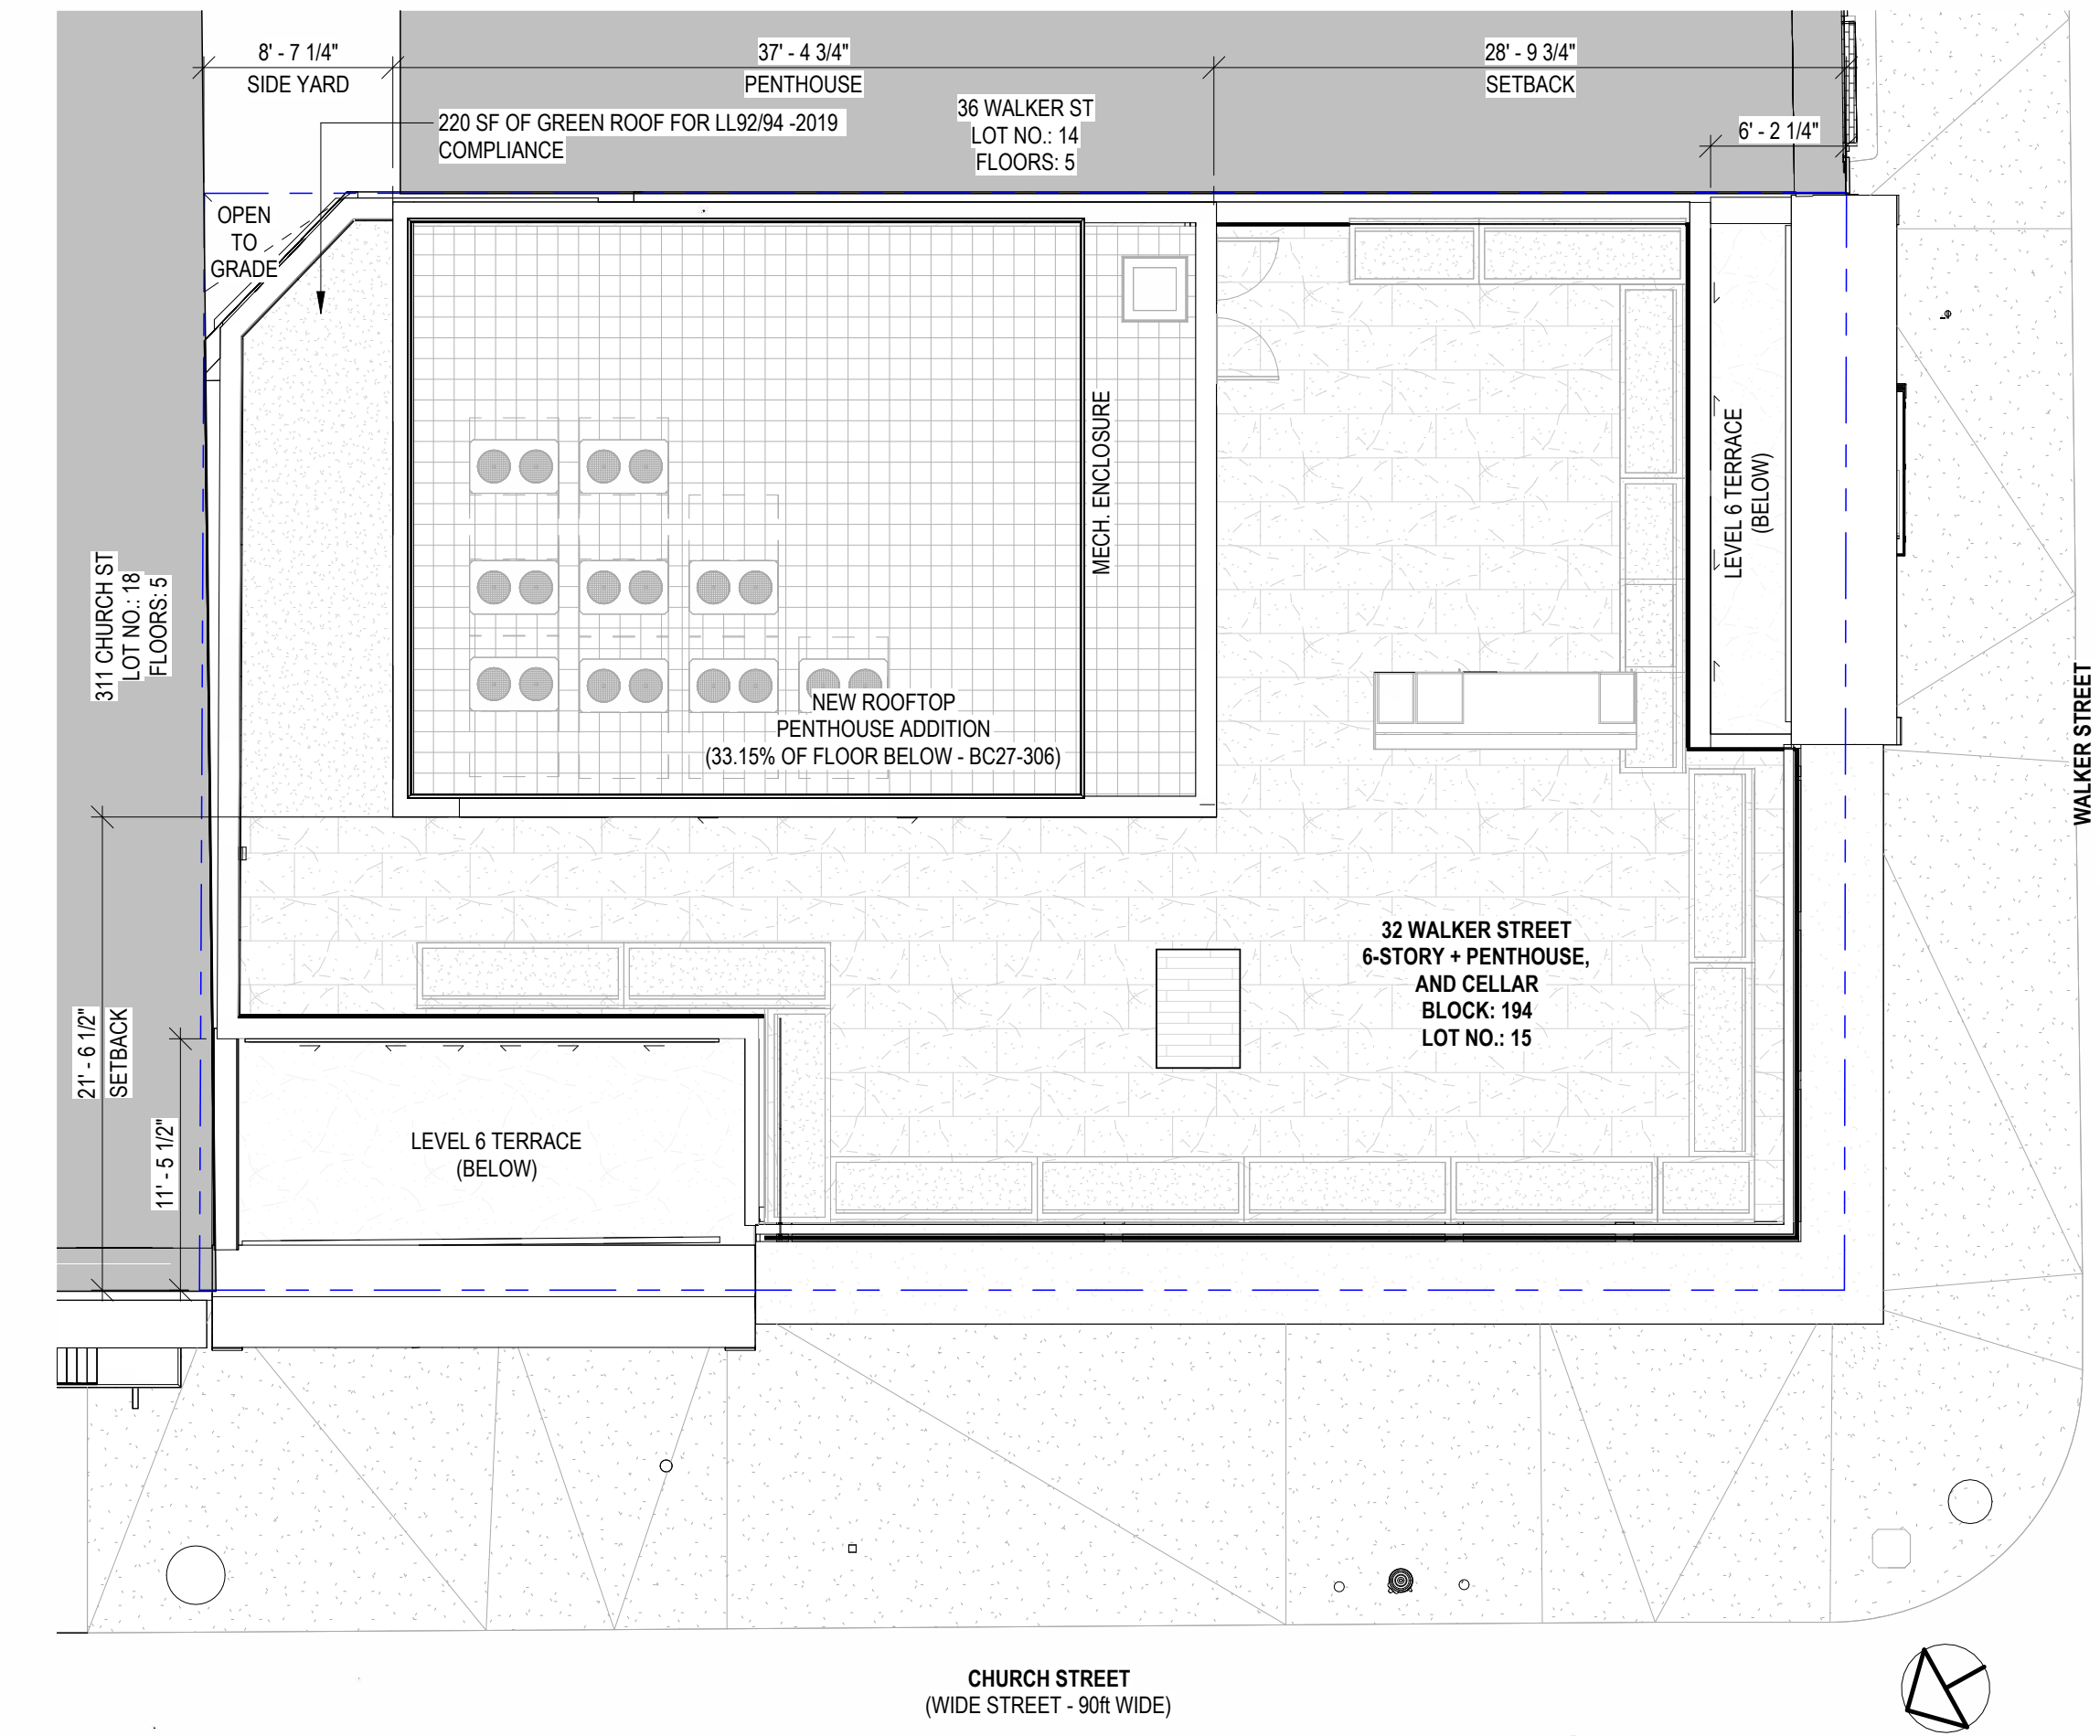 8' - 7 1/4"
SIDE YARD
37' - 4 3/4"
PENTHOUSE
28' - 9 3/4"
SETBACK
220 SF OF GREEN ROOF FOR LL92/94 -2019
COMPLIANCE
36 WALKER ST
LOT NO.: 14
FLOORS: 5
6' - 2 1/4"
OPEN
TO
GRADE
MECH. ENCLOSURE
LEVEL 6 TERRACE
(BELOW)
311 CHURCH ST
LOT NO.: 18
FLOORS: 5
WALKER STREET
NEW ROOFTOP
PENTHOUSE ADDITION
(33.15% OF FLOOR BELOW - BC27-306)
32 WALKER STREET
6-STORY + PENTHOUSE,
AND CELLAR
BLOCK: 194
LOT NO.: 15
21' - 6 1/2"
SETBACK
11' - 5 1/2"
LEVEL 6 TERRACE
(BELOW)
CHURCH STREET
(WIDE STREET - 90ft WIDE)